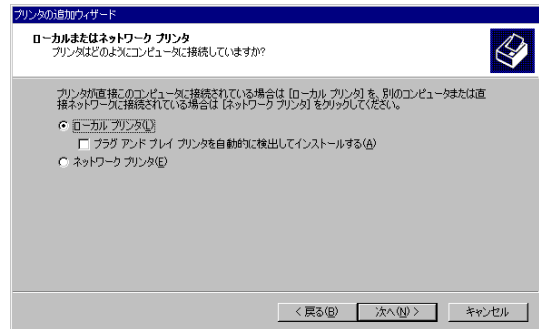 プリンタの追加ウィザード
ローカルまたはネットワーク プリンタ
プリンタはどのようにコンピュータに接続していますか?
プリンタが直接このコンピュータに接続されている場合は [ローカル プリンタ] を、別のコンピュータまたは直
接ネットワークに接続されている場合は [ネットワーク プリンタ] をクリックしてください。
ローカル プリンタ(L)
プラグ アンド プレイ プリンタを自動的に検出してインストールする(A)
ネットワーク プリンタ(E)
< 戻る(B)
次へ(N) >
キャンセル